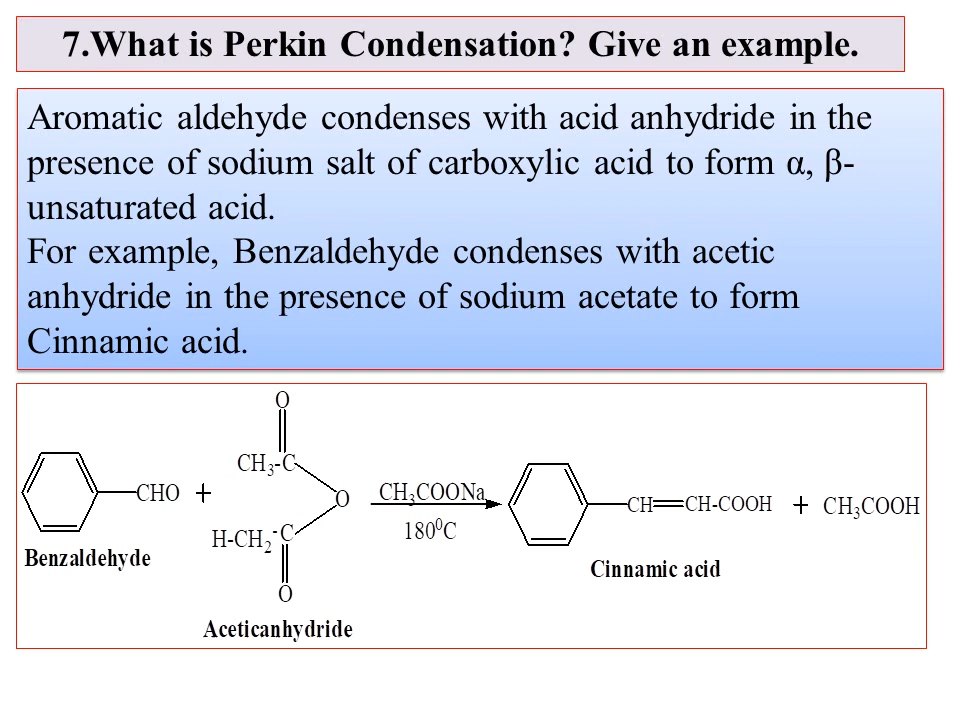 7.What is Perkin Condensation? Give an example.
Aromatic aldehyde condenses with acid anhydride in the
presence of sodium salt of carboxylic acid to form α, β-
unsaturated acid.
For example, Benzaldehyde condenses with acetic
anhydride in the presence of sodium acetate to form
Cinnamic acid.
O
CH3-C
CHO + O CH3COONa CH=CH-COOH + CH3COOH
H-CH2-C 180⁰C
Benzaldehyde Cinnamic acid
O
Aceticanhydride